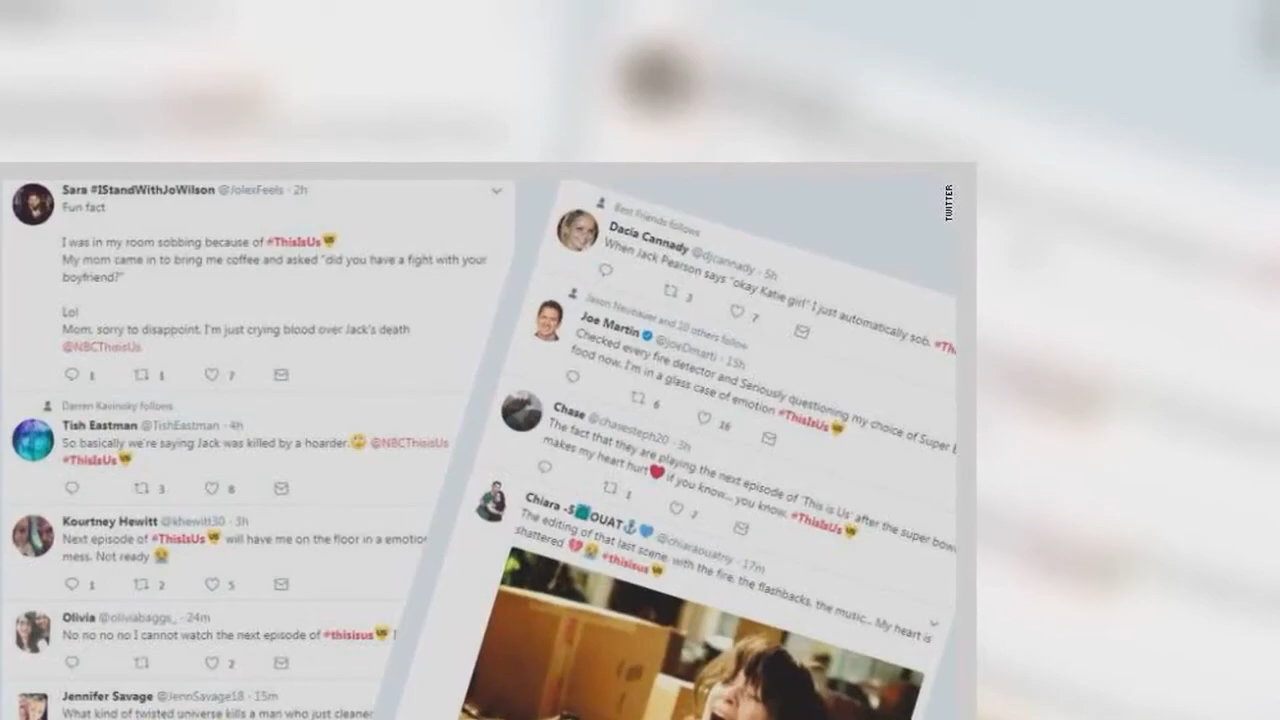 Sara #IStandWithJoWilson @JolexFeels · 2h
Fun fact
I was in my room sobbing because of #ThisIsUs
My mom came in to bring me coffee and asked "did you have a fight with your
boyfriend?"
Lol
Mom, sorry to disappoint. I'm just crying blood over Jack's death
@NBCThisisUs
1 1 7
Darren Kavinoky follows
Tish Eastman @TishEastman · 4h
So basically we're saying Jack was killed by a hoarder. @NBCThisisUs
#ThisIsUs
3 8
Kourtney Hewitt @khewitt30 · 3h
Next episode of #ThisIsUs will have me on the floor in a emotion
mess. Not ready
1 2 5
Olivia @oliviabaggs_ · 24m
No no no no I cannot watch the next episode of #thisisus I
2
Jennifer Savage @JennSavage18 · 15m
What kind of twisted universe kills a man who just cleaned
TWITTER
Best Friends follows
Dacia Cannady @djcannady · 5h
When Jack Pearson says "okay Katie girl" I just automatically sob. #Th
3 7
Jason Neubauer and 10 others follow
Joe Martin @joeDmarti · 15h
Checked every fire detector and Seriously questioning my choice of Super B
food now. I'm in a glass case of emotion #ThisIsUs
6 16
Chase @chasesteph20 · 3h
The fact that they are playing the next episode of 'This is Us' after the super bow
makes my heart hurt if you know... you know. #ThisIsUs
1 2
Chiara -S OUAT @chiaraouatny · 17m
The editing of that last scene, with the fire, the flashbacks, the music... My heart is
shattered #thisisus